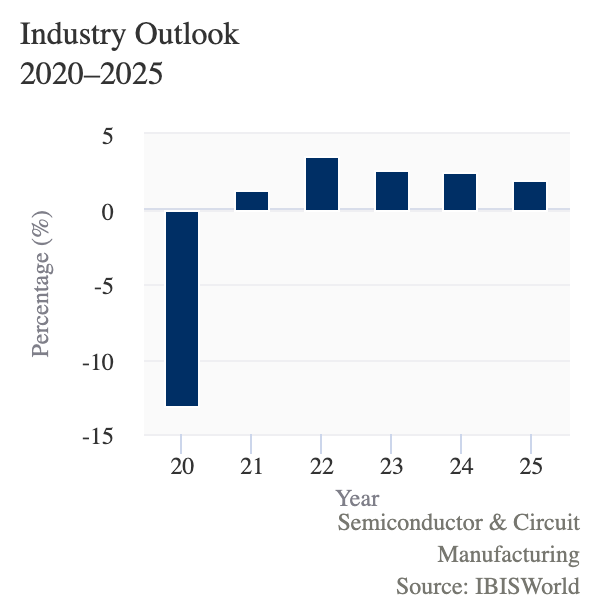 Industry Outlook
2020–2025
5
0
-5
-10
-15
Percentage (%)
20 21 22 23 24 25
Year
Semiconductor & Circuit
Manufacturing
Source: IBISWorld